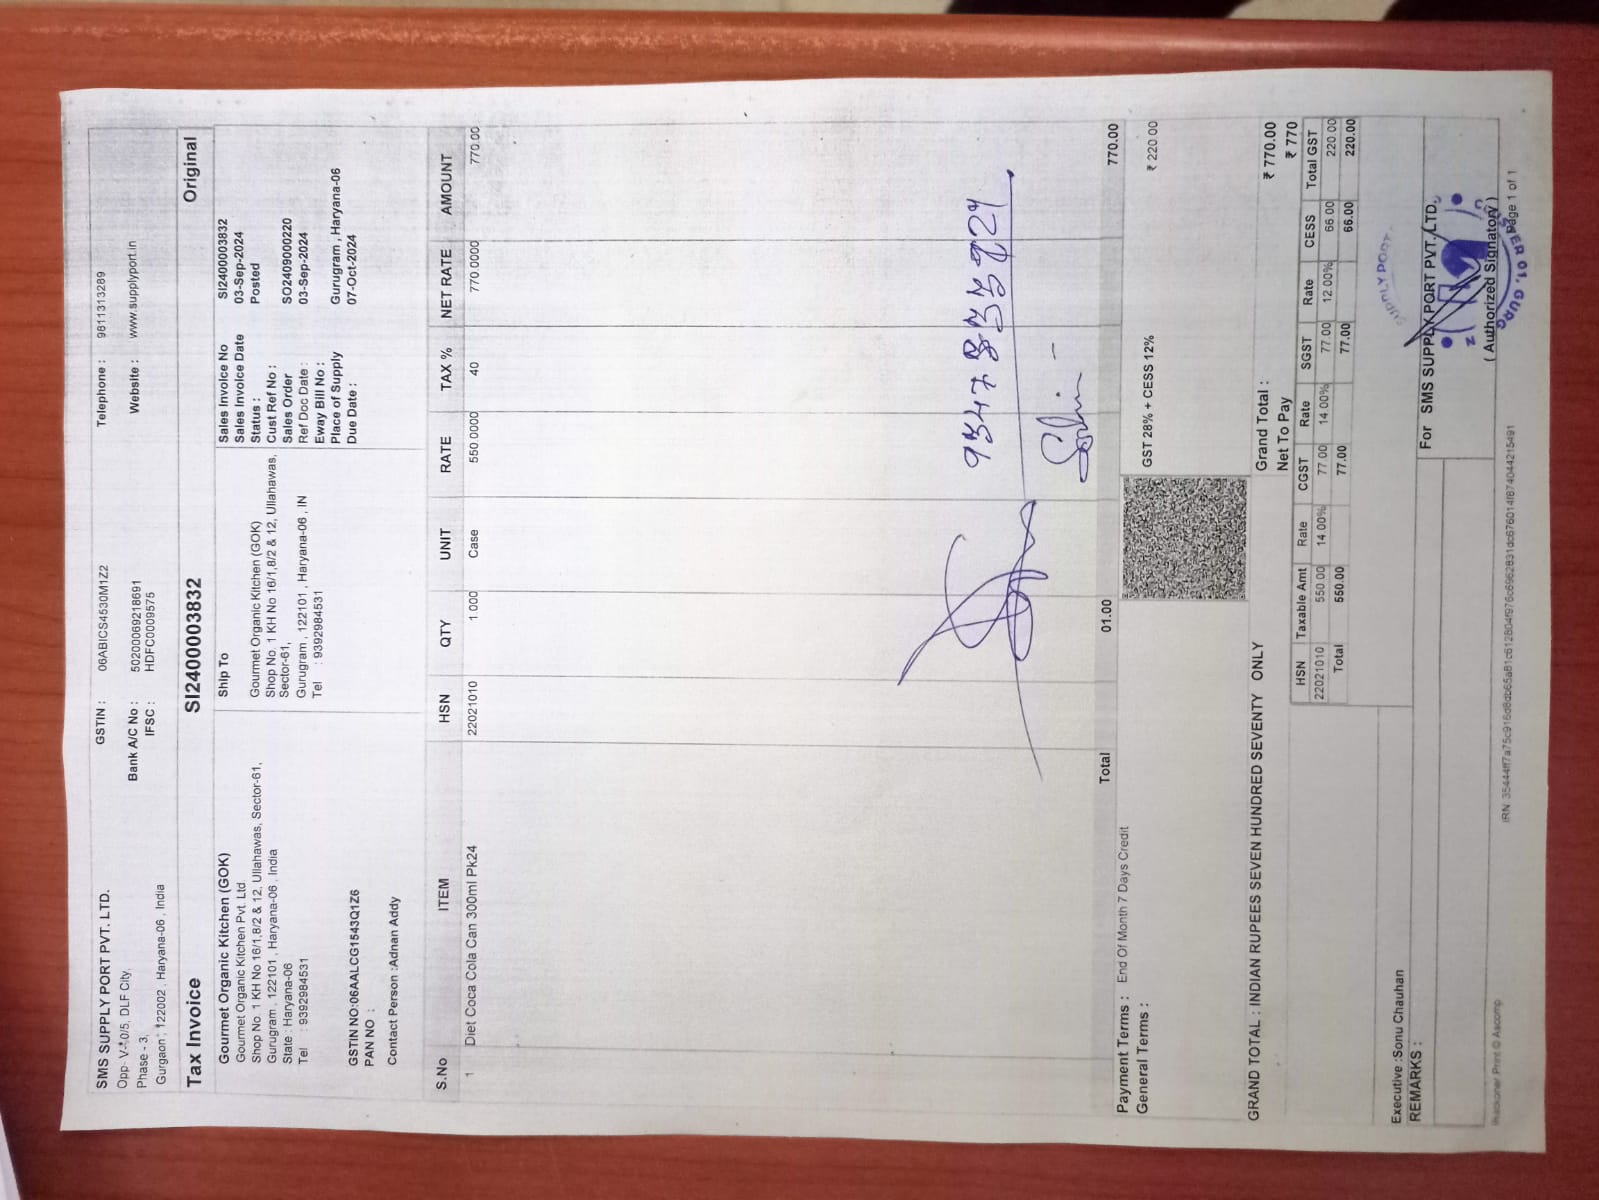 SMS SUPPLY PORT PVT. LTD. GSTIN : 06ABICS4530M1Z2 Telephone : 9811313289
DLF City,
Phase - 3, Bank A/C No : 50200069218691 Website : www.supplyport.in
Gurgaon , 122002 , Haryana-06 , India IFSC : HDFC0009575
Tax Invoice SI2400003832 Original
Gourmet Organic Kitchen (GOK)
Gourmet Organic Kitchen Pvt. Ltd
Shop No. 1 KH No 16/1,8/2 & 12, Ullahawas, Sector-61,
Gurugram , 122101 , Haryana-06 , India
State : Haryana-06
Tel : 9392984531
GSTIN NO:06AALCG1543Q1Z6
PAN NO :
Contact Person :Adnan Addy
Ship To
Gourmet Organic Kitchen (GOK)
Shop No. 1 KH No 16/1,8/2 & 12, Ullahawas,
Sector-61,
Gurugram , 122101 , Haryana-06 , IN
Tel : 9392984531
Sales Invoice No SI2400003832
Sales Invoice Date 03-Sep-2024
Status : Posted
Cust Ref No :
Sales Order SO2409000220
Ref Doc Date : 03-Sep-2024
Eway Bill No :
Place of Supply Gurugram , Haryana-06
Due Date : 07-Oct-2024
S.No ITEM HSN QTY UNIT RATE TAX % NET RATE AMOUNT
1 Diet Coca Cola Can 300ml Pk24 22021010 1.000 Case 550.0000 40 770.0000 770.00
Total 01.00 770.00
Payment Terms : End Of Month 7 Days Credit
General Terms :
GST 28% + CESS 12% ₹ 220.00
GRAND TOTAL : INDIAN RUPEES SEVEN HUNDRED SEVENTY ONLY
Grand Total : ₹ 770.00
Net To Pay ₹ 770
HSN Taxable Amt Rate CGST Rate SGST Rate CESS Total GST
22021010 550.00 14.00% 77.00 14.00% 77.00 12.00% 66.00 220.00
Total 550.00 77.00 77.00 66.00 220.00
Executive :Sonu Chauhan
REMARKS :
SUPPLY PORT
For SMS SUPPLY PORT PVT. LTD.
( Authorized Signatory )
Page 1 of 1